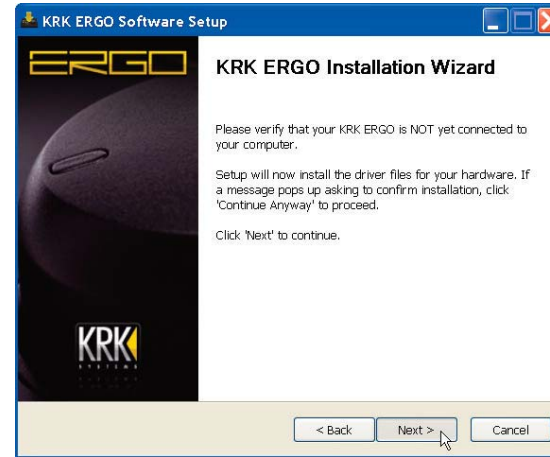 KRK ERGO Software Setup
ERGO
KRK ERGO Installation Wizard
Please verify that your KRK ERGO is NOT yet connected to
your computer.
Setup will now install the driver files for your hardware. If
a message pops up asking to confirm installation, click
'Continue Anyway' to proceed.
Click 'Next' to continue.
KRK
SYSTEMS
< Back
Next >
Cancel